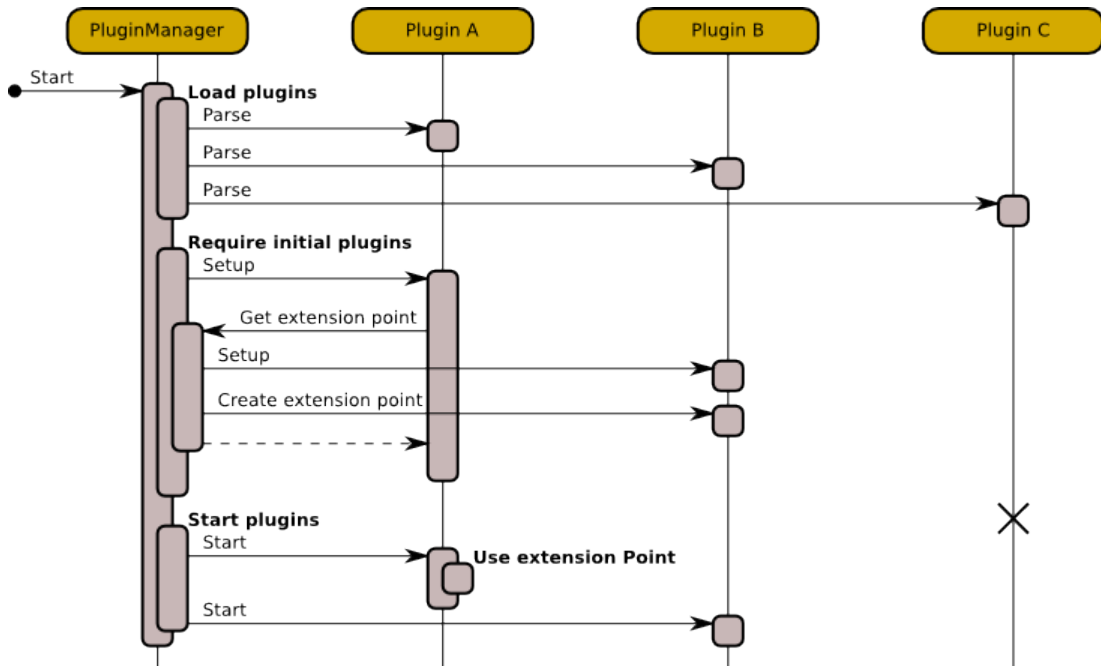 PluginManager
Plugin A
Plugin B
Plugin C
Start
Load plugins
Parse
Parse
Parse
Require initial plugins
Setup
Get extension point
Setup
Create extension point
Start plugins
Start
Use extension Point
Start